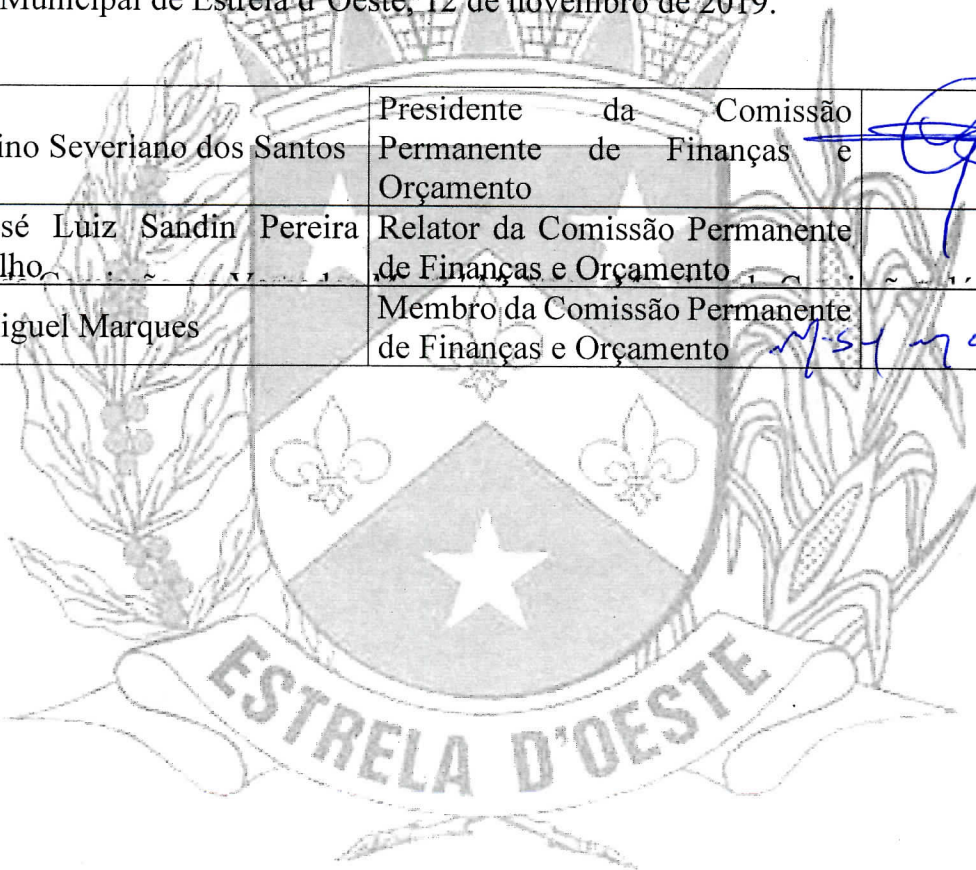 Municipal de Estrela d'Oeste, 12 de novembro de 2019.
ino Severiano dos Santos
Presidente da Comissão
Permanente de Finanças e
Orçamento
sé Luiz Sandin Pereira
lho
Relator da Comissão Permanente
de Finanças e Orçamento
iguel Marques
Membro da Comissão Permanente
de Finanças e Orçamento
ESTRELA D'OESTE